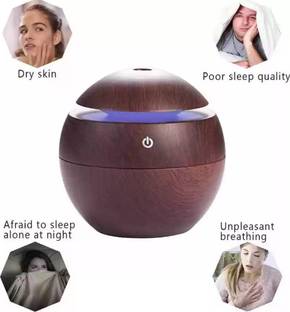 Dry skin
Poor sleep quality
Afraid to sleep
alone at night
Unpleasant
breathing